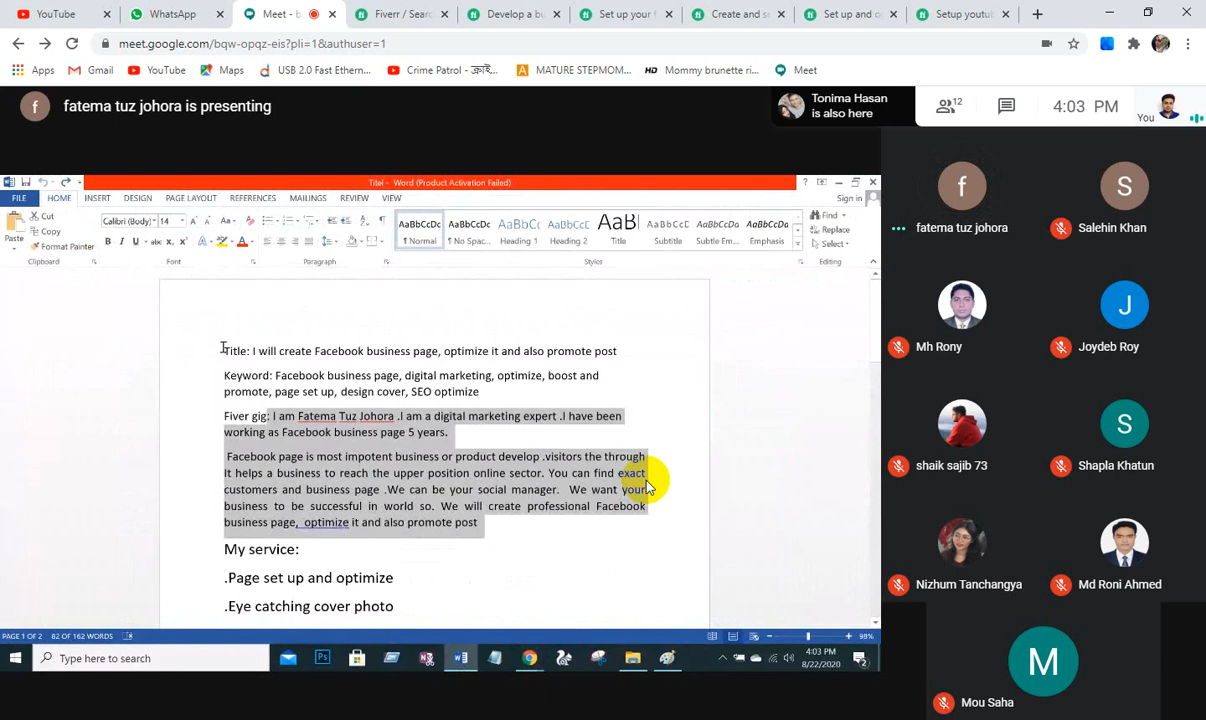 YouTube
WhatsApp
Meet - b
Fiverr / Sear
Develop a bu
Set up your f
Create and s
Set up and o
Setup youtub
meet.google.com/bqw-opqz-eis?pli=1&authuser=1
Apps
Gmail
YouTube
Maps
USB 2.0 Fast Ethern...
Crime Patrol - ক্রাই...
MATURE STEPMOM...
Mommy brunette ri...
Meet
fatema tuz johora is presenting
Tonima Hasan
is also here
12
4:03 PM
You
Titel - Word (Product Activation Failed)
FILE HOME INSERT DESIGN PAGE LAYOUT REFERENCES MAILINGS REVIEW VIEW
Sign in
Paste
Cut
Copy
Format Painter
Calibri (Body)
14
AaBbCcDc AaBbCcDc AaBbCc AaBbCcC AaB AaBbCcC AaBbCcD AaBbCcD
¶ Normal ¶ No Spac... Heading 1 Heading 2 Title Subtitle Subtle Em... Emphasis
Find
Replace
Select
Clipboard Font Paragraph Styles Editing
Title: I will create Facebook business page, optimize it and also promote post
Keyword: Facebook business page, digital marketing, optimize, boost and
promote, page set up, design cover, SEO optimize
Fiver gig: I am Fatema Tuz Johora .I am a digital marketing expert .I have been
working as Facebook business page 5 years.
Facebook page is most impotent business or product develop .visitors the through
It helps a business to reach the upper position online sector. You can find exact
customers and business page .We can be your social manager. We want your
business to be successful in world so. We will create professional Facebook
business page, optimize it and also promote post
My service:
.Page set up and optimize
.Eye catching cover photo
PAGE 1 OF 2 82 OF 162 WORDS
98%
Type here to search
4:03 PM
8/22/2020
f
fatema tuz johora
S
Salehin Khan
Mh Rony
J
Joydeb Roy
shaik sajib 73
S
Shapla Khatun
Nizhum Tanchangya
Md Roni Ahmed
M
Mou Saha